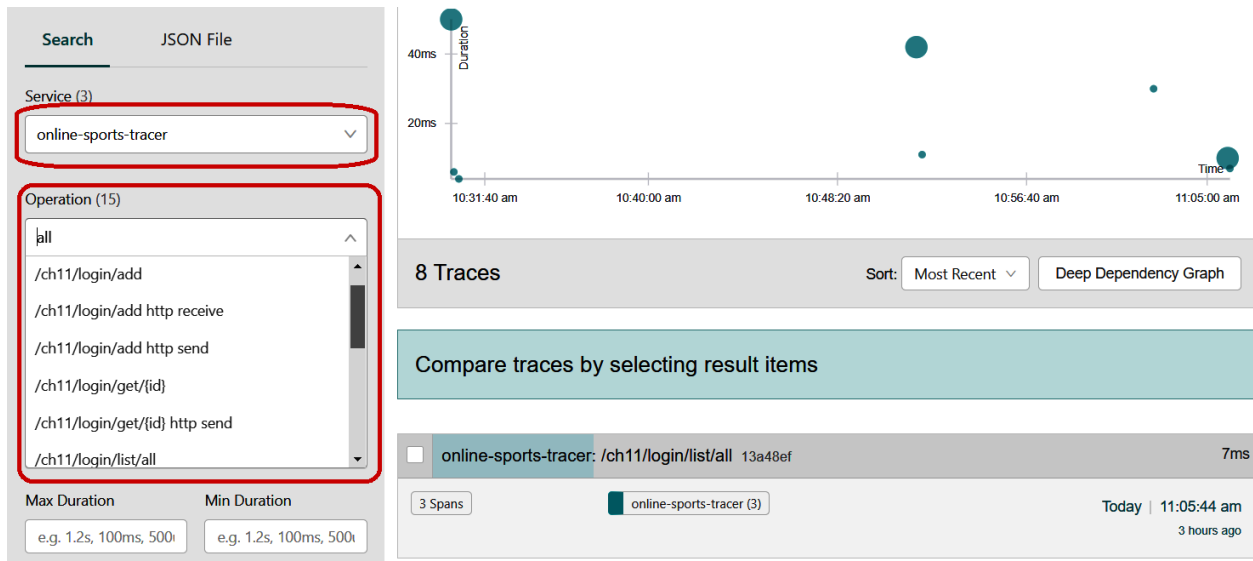 Search
JSON File
Service (3)
online-sports-tracer
Operation (15)
all
/ch11/login/add
/ch11/login/add http receive
/ch11/login/add http send
/ch11/login/get/{id}
/ch11/login/get/{id} http send
/ch11/login/list/all
Max Duration
Min Duration
e.g. 1.2s, 100ms, 500
e.g. 1.2s, 100ms, 500
Duration
40ms
20ms
Time
10:31:40 am
10:40:00 am
10:48:20 am
10:56:40 am
11:05:00 am
8 Traces
Sort:
Most Recent
Deep Dependency Graph
Compare traces by selecting result items
online-sports-tracer: /ch11/login/list/all 13a48ef
7ms
3 Spans
online-sports-tracer (3)
Today | 11:05:44 am
3 hours ago